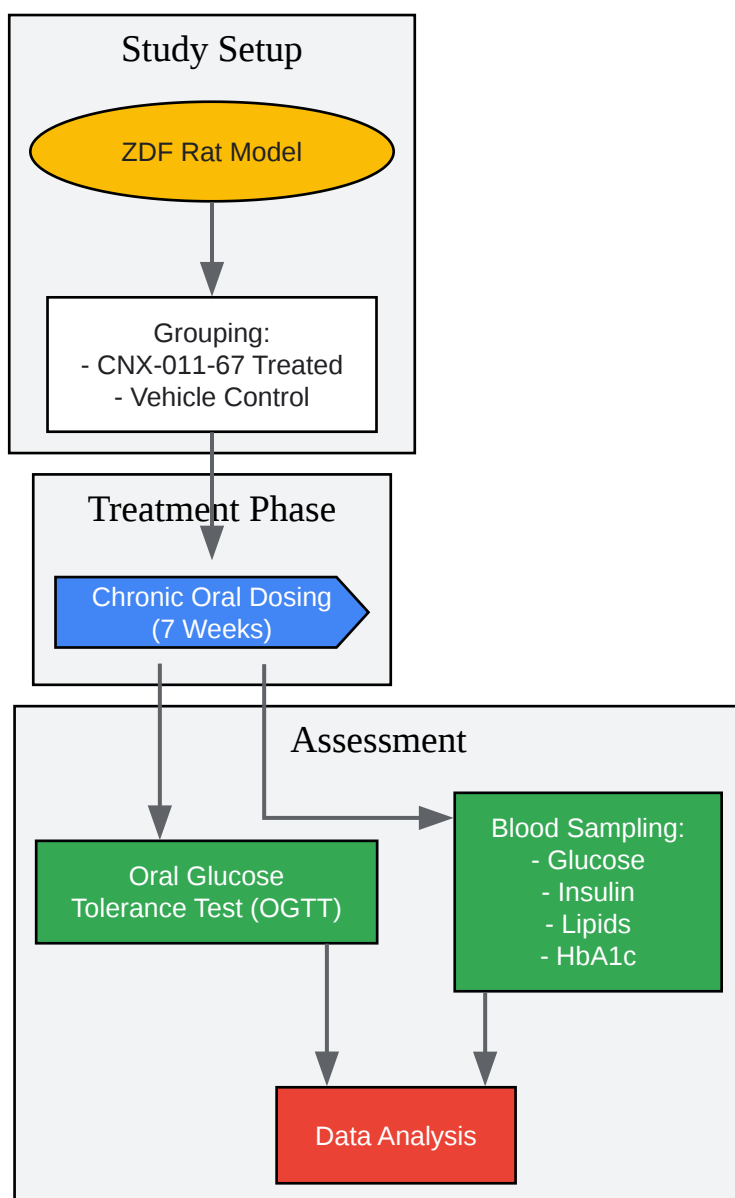 Study Setup
ZDF Rat Model
Grouping:
- CNX-011-67 Treated
- Vehicle Control
Treatment Phase
Chronic Oral Dosing
(7 Weeks)
Assessment
Oral Glucose
Tolerance Test (OGTT)
Blood Sampling:
- Glucose
- Insulin
- Lipids
- HbA1c
Data Analysis